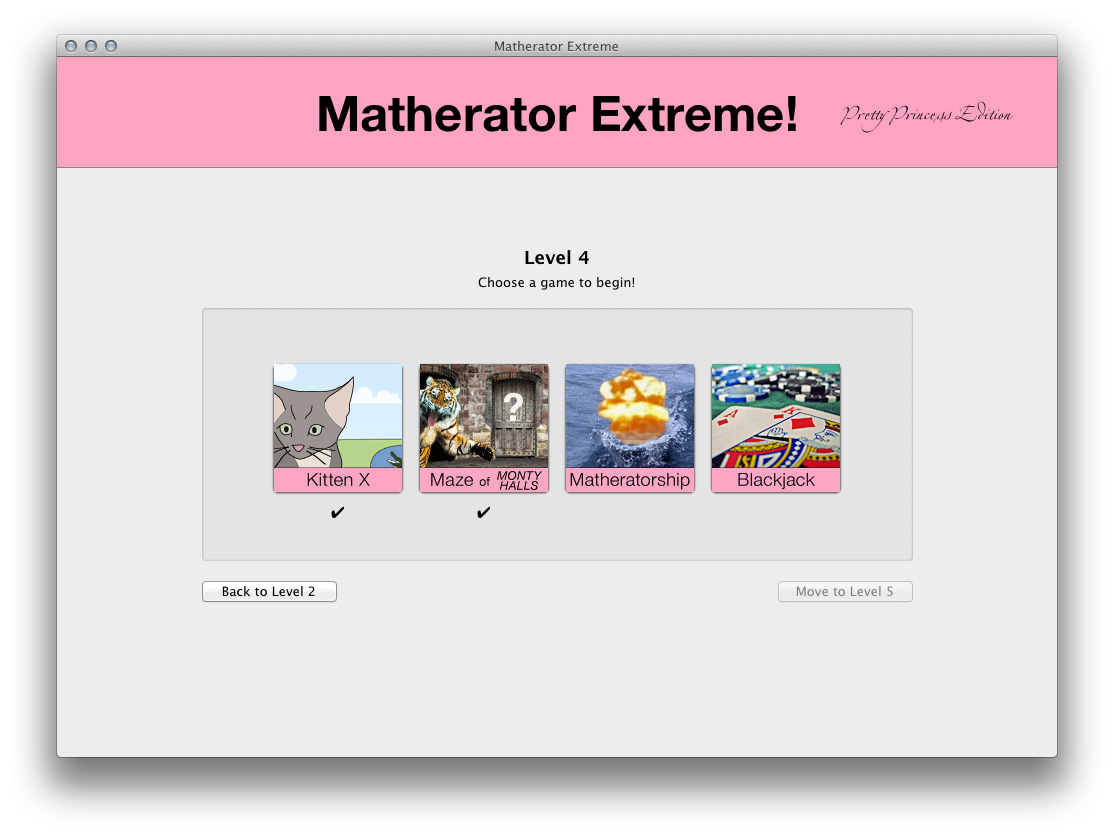 Matherator Extreme
Matherator Extreme!
Pretty Princess Edition
Level 4
Choose a game to begin!
?
A
A
Kitten X
Maze of MONTY HALLS
Matheratorship
Blackjack
✔
✔
Back to Level 2
Move to Level 5